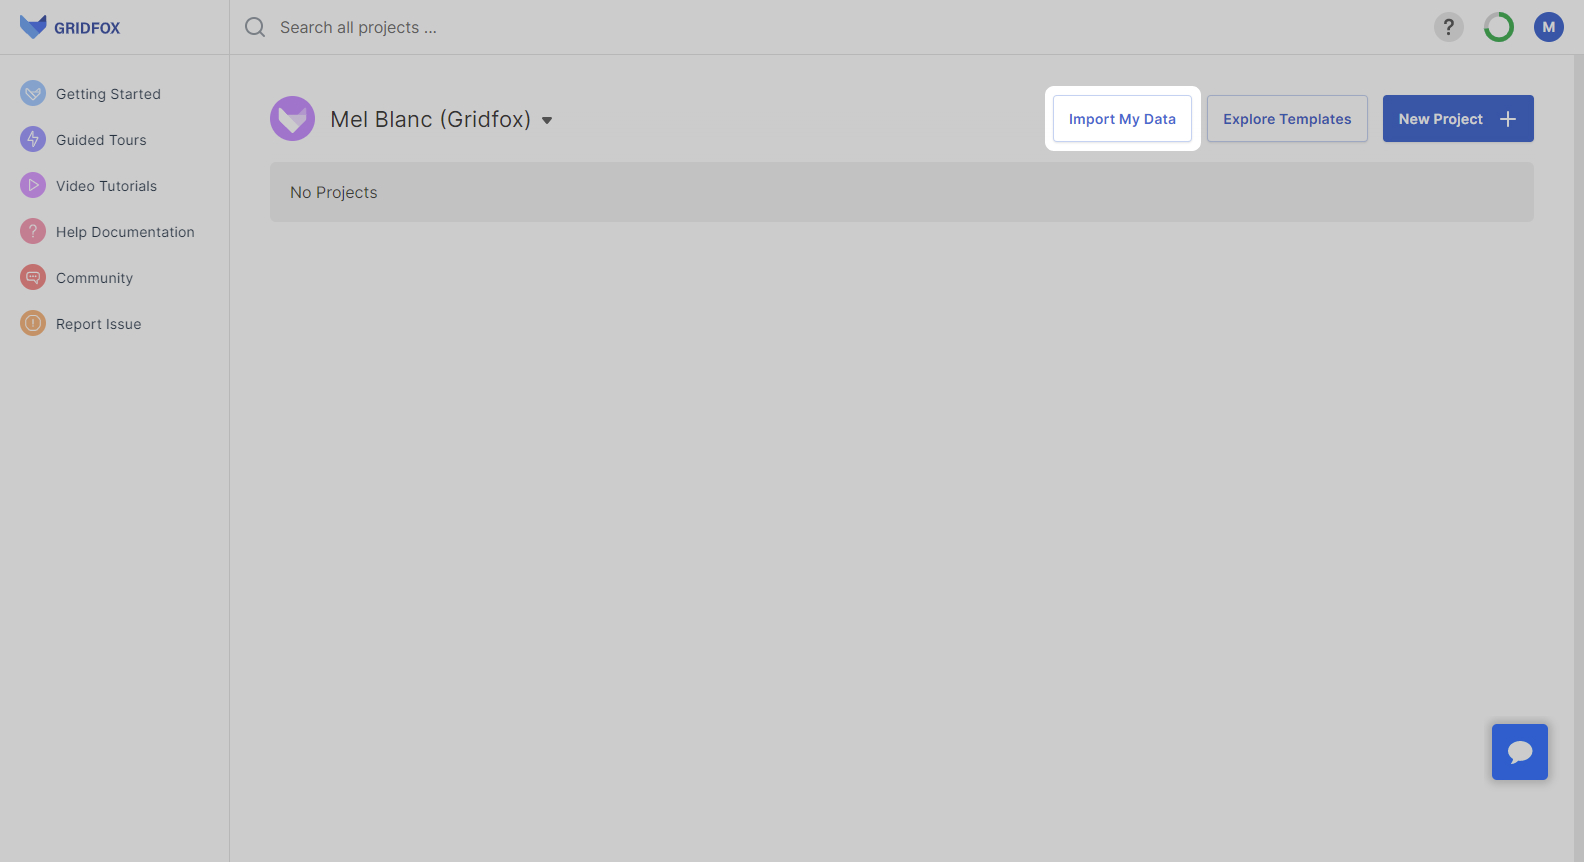 GRIDFOX
Search all projects ...
?
M
Getting Started
Guided Tours
Video Tutorials
? Help Documentation
Community
Report Issue
Mel Blanc (Gridfox)
Import My Data
Explore Templates
New Project +
No Projects